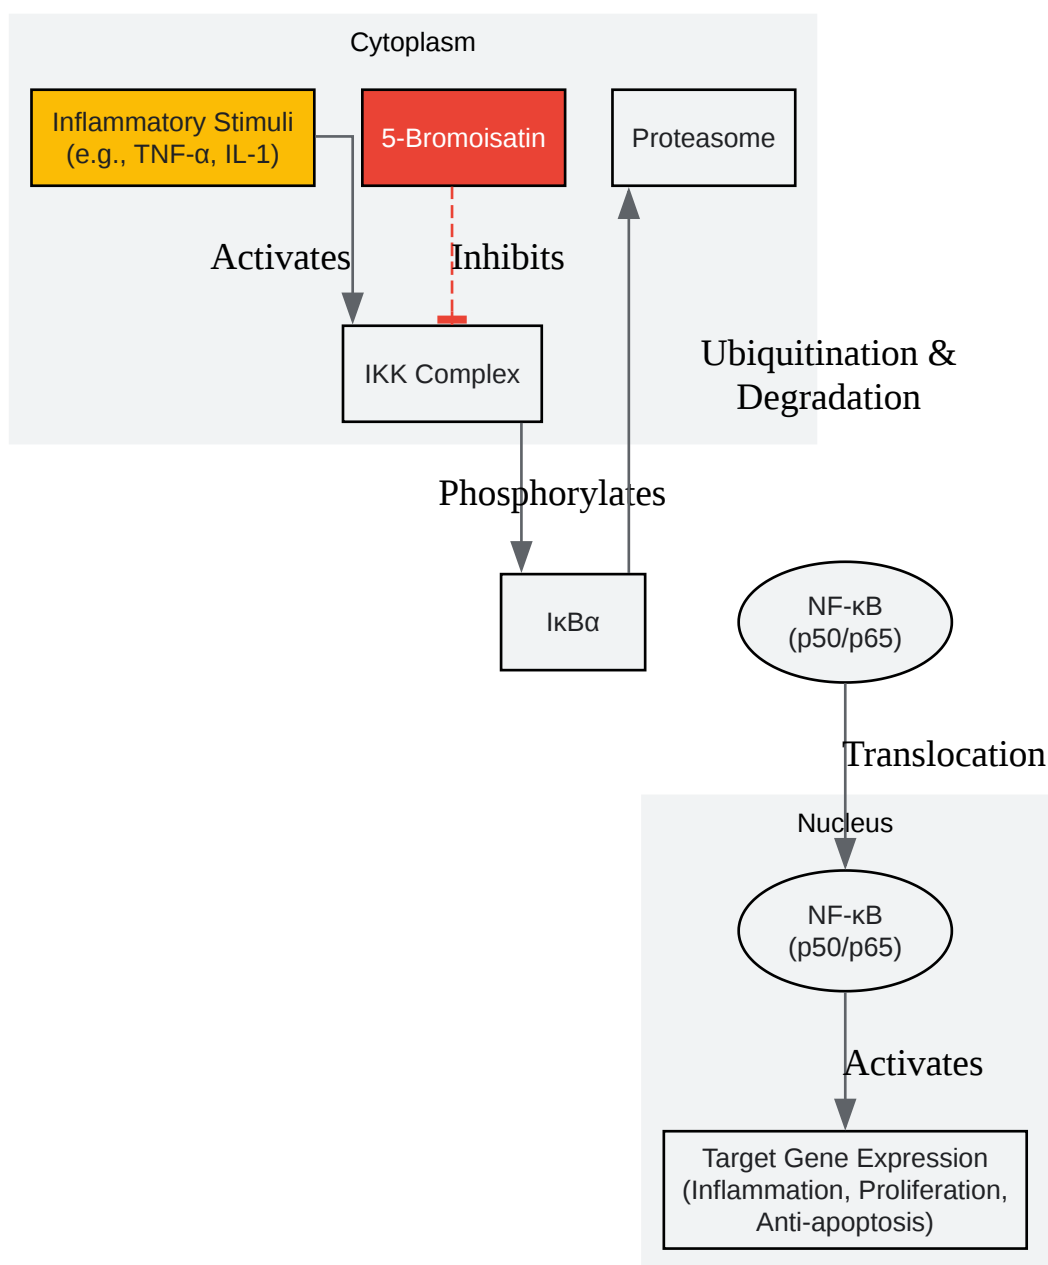 Cytoplasm
Inflammatory Stimuli
(e.g., TNF-α, IL-1)
5-Bromoisatin
Proteasome
Activates
Inhibits
IKK Complex
Ubiquitination &
Degradation
Phosphorylates
IκBα
NF-κB
(p50/p65)
Translocation
Nucleus
NF-κB
(p50/p65)
Activates
Target Gene Expression
(Inflammation, Proliferation,
Anti-apoptosis)